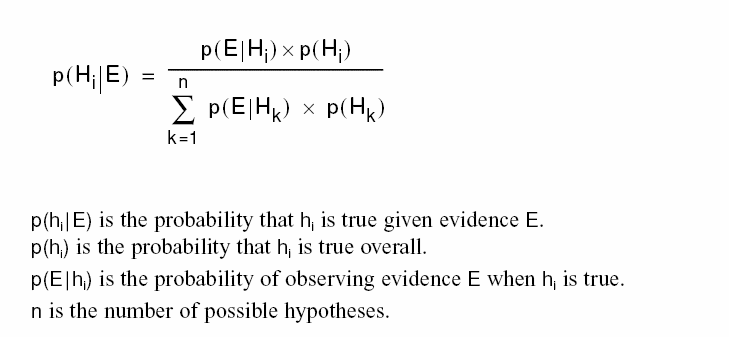 p(Hᵢ|E) = p(E|Hᵢ) × p(Hᵢ)
n
∑ p(E|Hₖ) × p(Hₖ)
k=1
p(hᵢ|E) is the probability that hᵢ is true given evidence E.
p(hᵢ) is the probability that hᵢ is true overall.
p(E|hᵢ) is the probability of observing evidence E when hᵢ is true.
n is the number of possible hypotheses.